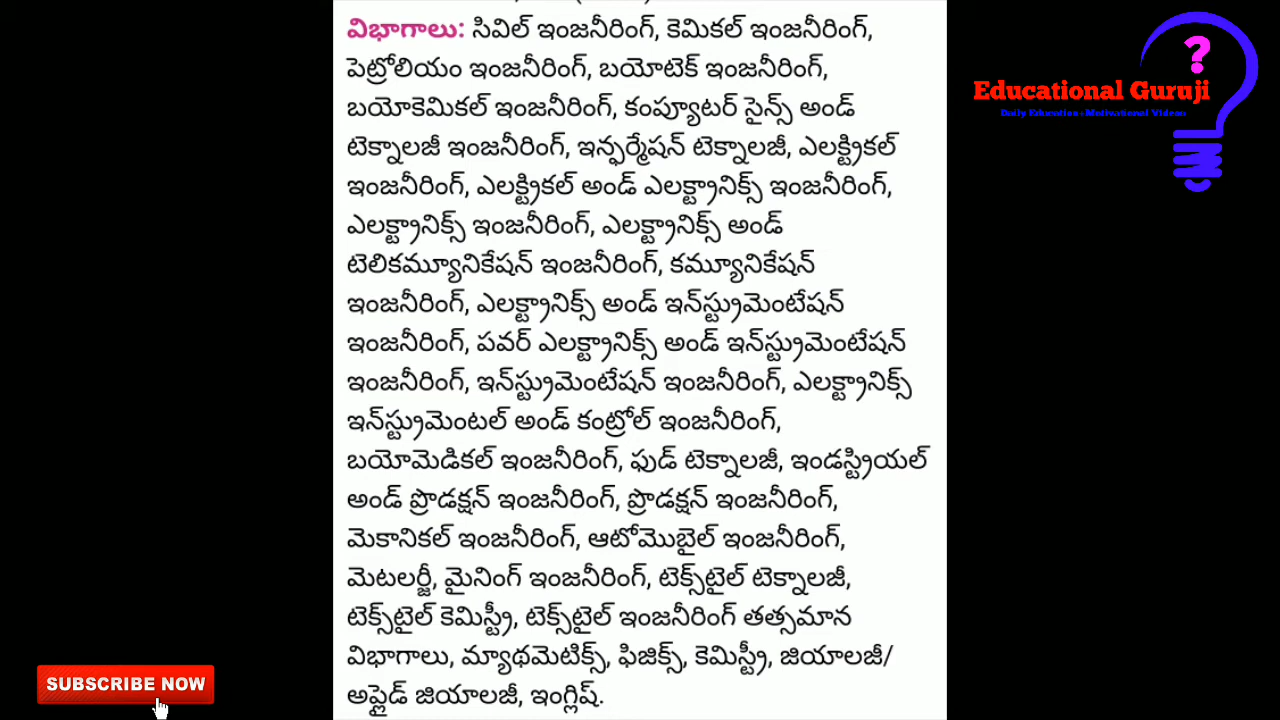 విభాగాలు: సివిల్ ఇంజనీరింగ్, కెమికల్ ఇంజనీరింగ్,
పెట్రోలియం ఇంజనీరింగ్, బయోటెక్ ఇంజనీరింగ్,
బయోకెమికల్ ఇంజనీరింగ్, కంప్యూటర్ సైన్స్ అండ్
టెక్నాలజీ ఇంజనీరింగ్, ఇన్ఫర్మేషన్ టెక్నాలజీ, ఎలక్ట్రికల్
ఇంజనీరింగ్, ఎలక్ట్రికల్ అండ్ ఎలక్ట్రానిక్స్ ఇంజనీరింగ్,
ఎలక్ట్రానిక్స్ ఇంజనీరింగ్, ఎలక్ట్రానిక్స్ అండ్
టెలికమ్యూనికేషన్ ఇంజనీరింగ్, కమ్యూనికేషన్
ఇంజనీరింగ్, ఎలక్ట్రానిక్స్ అండ్ ఇన్‌స్ట్రుమెంటేషన్
ఇంజనీరింగ్, పవర్ ఎలక్ట్రానిక్స్ అండ్ ఇన్‌స్ట్రుమెంటేషన్
ఇంజనీరింగ్, ఇన్‌స్ట్రుమెంటేషన్ ఇంజనీరింగ్, ఎలక్ట్రానిక్స్
ఇన్‌స్ట్రుమెంటల్ అండ్ కంట్రోల్ ఇంజనీరింగ్,
బయోమెడికల్ ఇంజనీరింగ్, ఫుడ్ టెక్నాలజీ, ఇండస్ట్రియల్
అండ్ ప్రొడక్షన్ ఇంజనీరింగ్, ప్రొడక్షన్ ఇంజనీరింగ్,
మెకానికల్ ఇంజనీరింగ్, ఆటోమొబైల్ ఇంజనీరింగ్,
మెటలర్జీ, మైనింగ్ ఇంజనీరింగ్, టెక్స్‌టైల్ టెక్నాలజీ,
టెక్స్‌టైల్ కెమిస్ట్రీ, టెక్స్‌టైల్ ఇంజనీరింగ్ తత్సమాన
విభాగాలు, మ్యాథమెటిక్స్, ఫిజిక్స్, కెమిస్ట్రీ, జియాలజీ/
అప్లైడ్ జియాలజీ, ఇంగ్లిష్.
?
Educational Guruji
Daily Education - Motivational Videos
SUBSCRIBE NOW